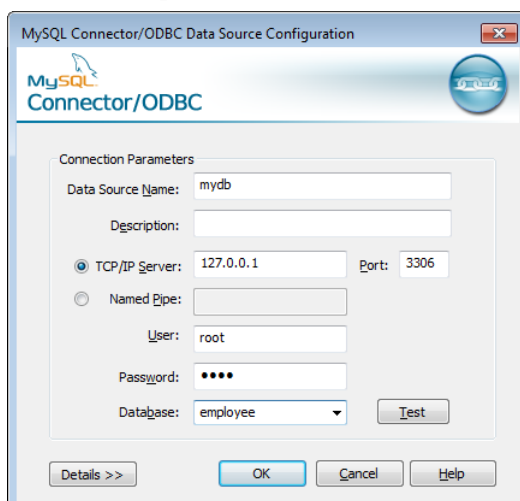 MySQL Connector/ODBC Data Source Configuration
MySQL
Connector/ODBC
Connection Parameters
Data Source Name: mydb
Description:
TCP/IP Server: 127.0.0.1 Port: 3306
Named Pipe:
User: root
Password: ••••
Database: employee Test
Details >> OK Cancel Help